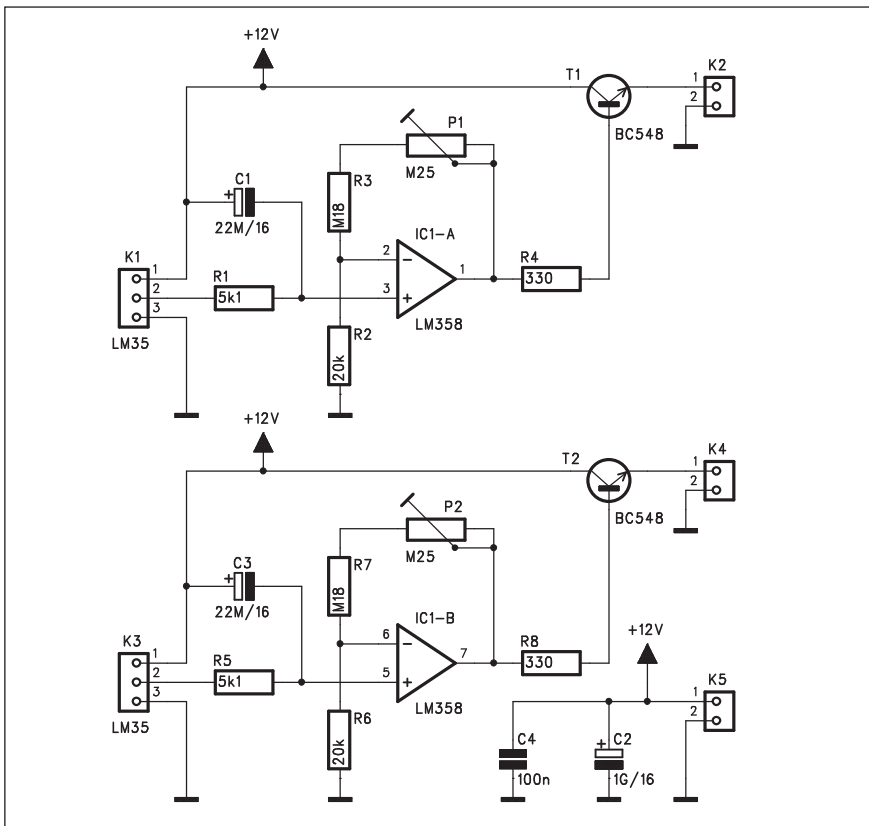 +12V
T1
K2
1
2
BC548
P1
M25
C1
+
22M/16
R3
M18
IC1-A
K1
1
2
3
LM35
R1
5k1
2
−
3
+
1
LM358
R4
330
R2
20k
+12V
T2
K4
1
2
BC548
P2
M25
C3
+
22M/16
R7
M18
IC1-B
K3
1
2
3
LM35
R5
5k1
6
−
5
+
7
LM358
R8
330
+12V
K5
1
2
R6
20k
C4
100n
C2
+
1G/16